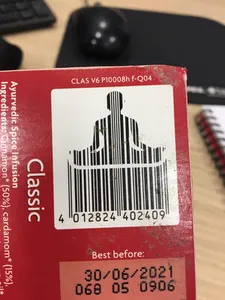 CLAS V6 P10008h f-Q04
Ayurvedic Spice Infusion
Ingredients: Cinnamon* (50%), cardamom* (15%),
Classic
4 012824 402409
Best before:
30/06/2021
068 05 0906